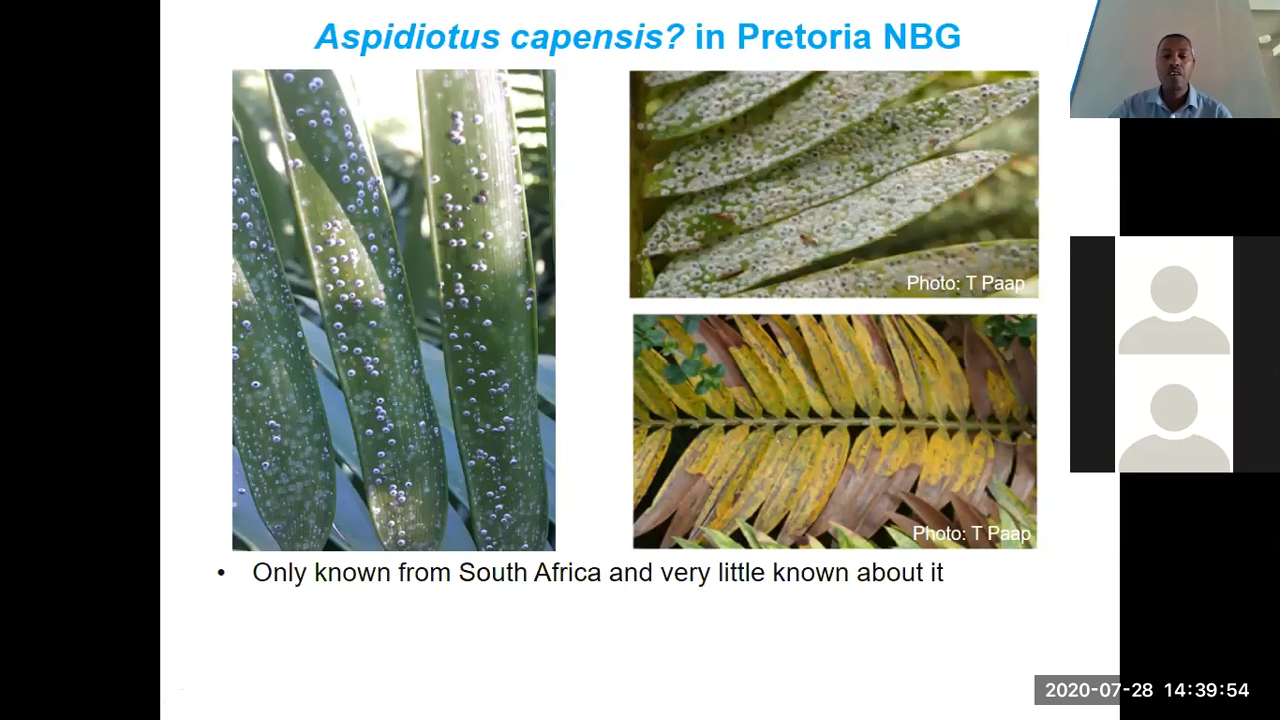 Aspidiotus capensis? in Pretoria NBG
Photo: T Paap
Photo: T Paap
• Only known from South Africa and very little known about it
2020-07-28 14:39:54